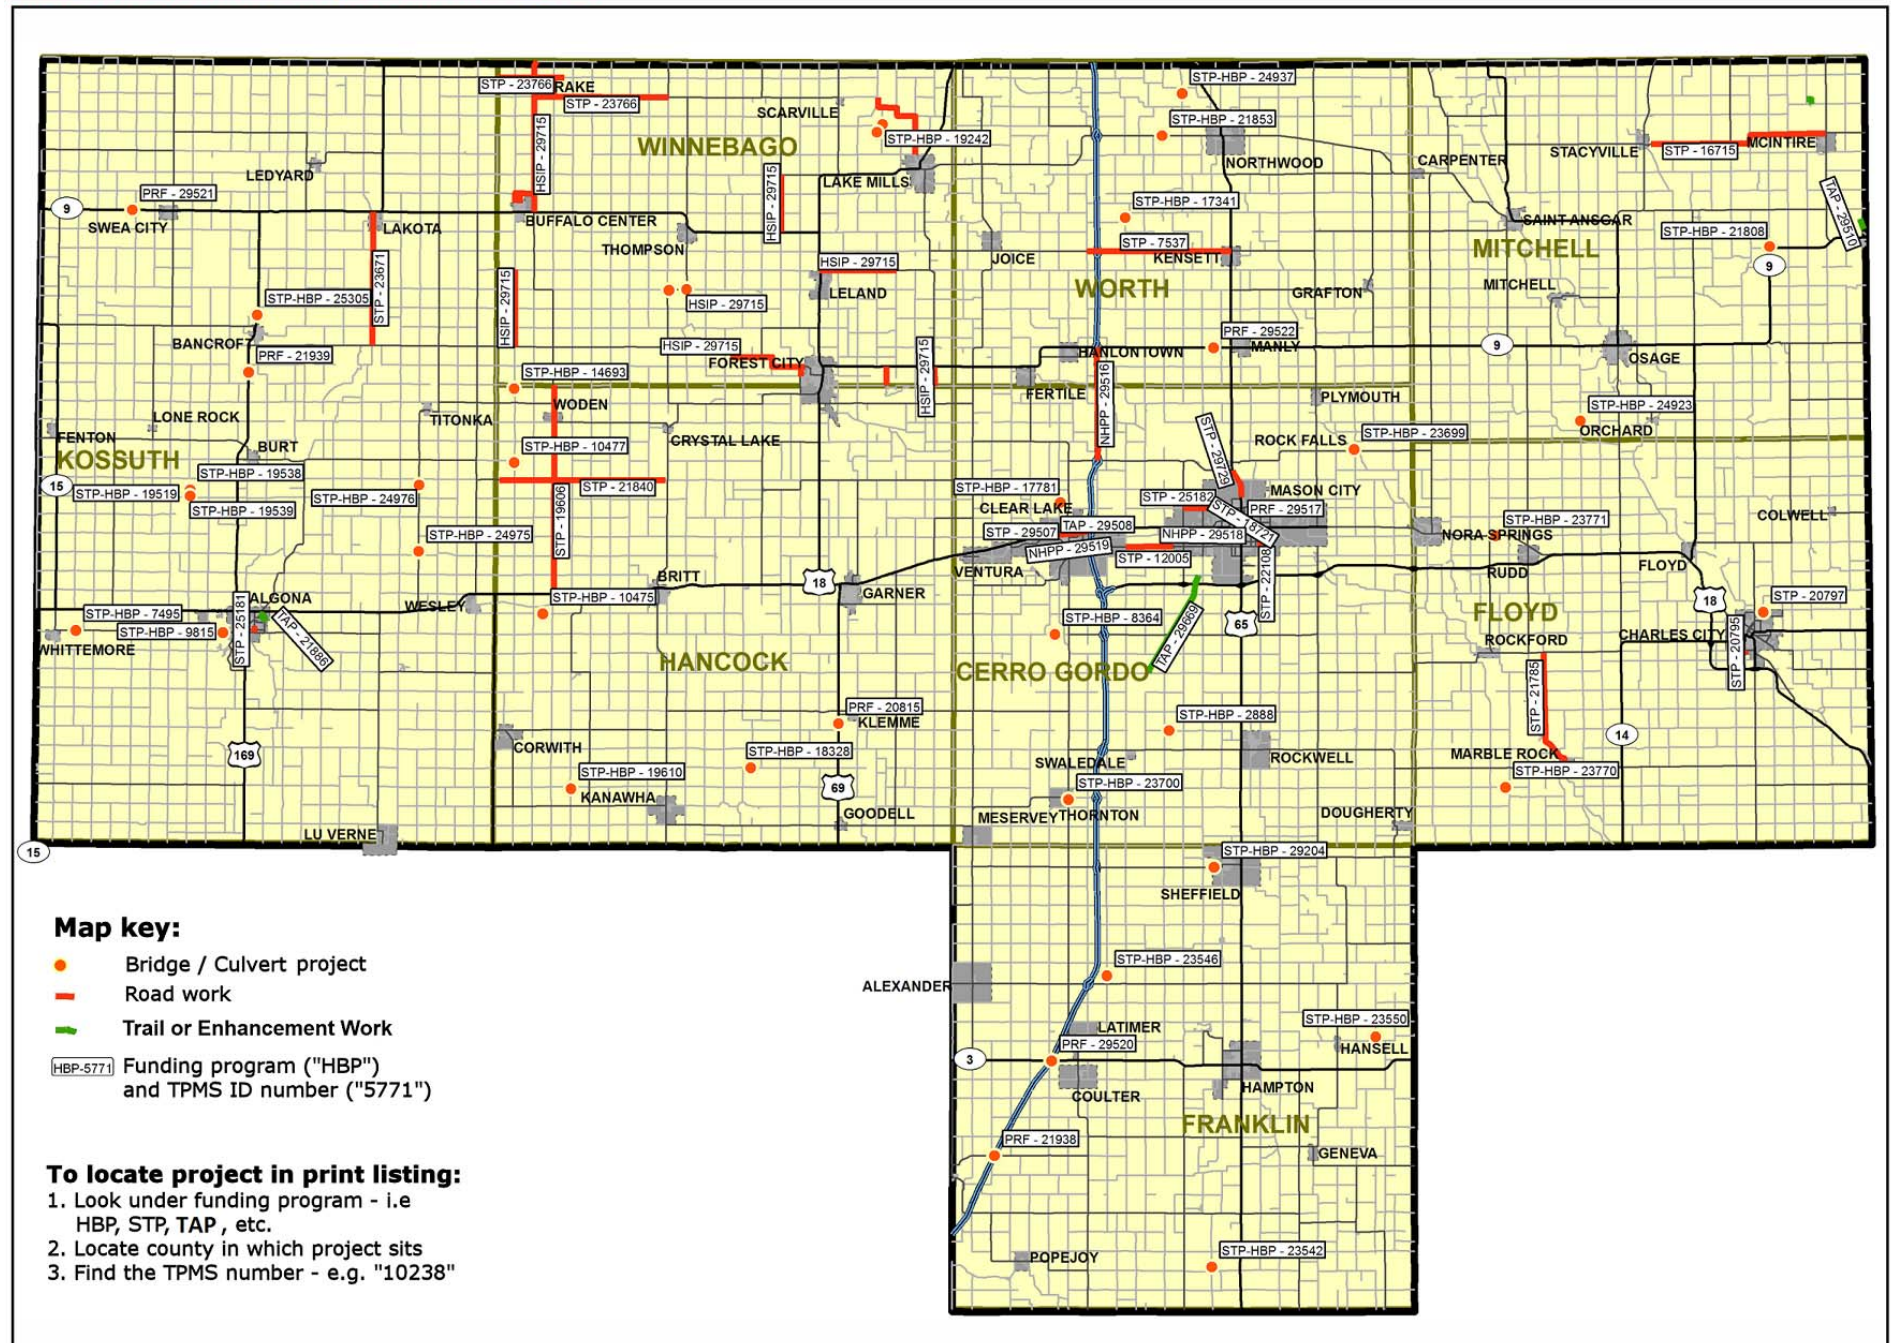 STP-HBP - 24937
STP - 23766
RAKE
STP - 23766
SCARVILLE
STP-HBP - 21853
HSIP - 29715
WINNEBAGO
STP-HBP - 19242
NORTHWOOD
CARPENTER
STACYVILLE
STP - 16715
MCINTIRE
LEDYARD
LAKE MILLS
PRF - 29521
HSIP - 29715
STP-HBP - 17341
TAP - 29510
9
SWEA CITY
LAKOTA
BUFFALO CENTER
SAINT ANSGAR
THOMPSON
JOICE
STP - 7537
KENSETT
MITCHELL
STP-HBP - 21808
9
HSIP - 29715
STP - 23671
STP-HBP - 25305
HSIP - 29715
HSIP - 29715
LELAND
WORTH
GRAFTON
MITCHELL
BANCROFT
PRF - 21939
HSIP - 29715
FOREST CITY
HSIP - 29715
PRF - 29522
MANLY
HANLONTOWN
9
OSAGE
STP-HBP - 14693
FERTILE
NHPP - 29516
PLYMOUTH
WODEN
LONE ROCK
TITONKA
STP-HBP - 24923
ORCHARD
FENTON
BURT
KOSSUTH
STP-HBP - 10477
CRYSTAL LAKE
STP - 29729
ROCK FALLS
STP-HBP - 23699
STP-HBP - 19538
15
STP-HBP - 19519
STP-HBP - 19539
STP-HBP - 24976
STP - 21840
STP-HBP - 17781
STP - 25182
MASON CITY
CLEAR LAKE
PRF - 29517
STP - 18721
STP-HBP - 23771
COLWELL
STP - 19606
STP-HBP - 24975
STP - 29507
TAP - 29508
NHPP - 29518
NORA SPRINGS
NHPP - 29519
STP - 12005
VENTURA
STP - 22108
RUDD
FLOYD
BRITT
18
GARNER
ALGONA
WESLEY
STP-HBP - 10475
18
STP - 20797
STP-HBP - 7495
STP-HBP - 9815
STP - 25181
TAP - 21886
STP-HBP - 8364
TAP - 29669
65
FLOYD
ROCKFORD
CHARLES CITY
STP - 20795
WHITTEMORE
HANCOCK
CERRO GORDO
STP - 21785
PRF - 20815
KLEMME
STP-HBP - 2888
14
169
CORWITH
STP-HBP - 18328
SWALEDALE
ROCKWELL
MARBLE ROCK
STP-HBP - 23770
STP-HBP - 19610
KANAWHA
69
STP-HBP - 23700
GOODELL
MESERVEY
THORNTON
DOUGHERTY
LU VERNE
15
STP-HBP - 29204
SHEFFIELD
Map key:
Bridge / Culvert project
Road work
Trail or Enhancement Work
HBP-5771
Funding program ("HBP")
and TPMS ID number ("5771")
STP-HBP - 23546
ALEXANDER
LATIMER
STP-HBP - 23550
PRF - 29520
HANSELL
3
COULTER
HAMPTON
FRANKLIN
PRF - 21938
GENEVA
STP-HBP - 23542
POPEJOY
To locate project in print listing:
1. Look under funding program - i.e
HBP, STP, TAP , etc.
2. Locate county in which project sits
3. Find the TPMS number - e.g. "10238"